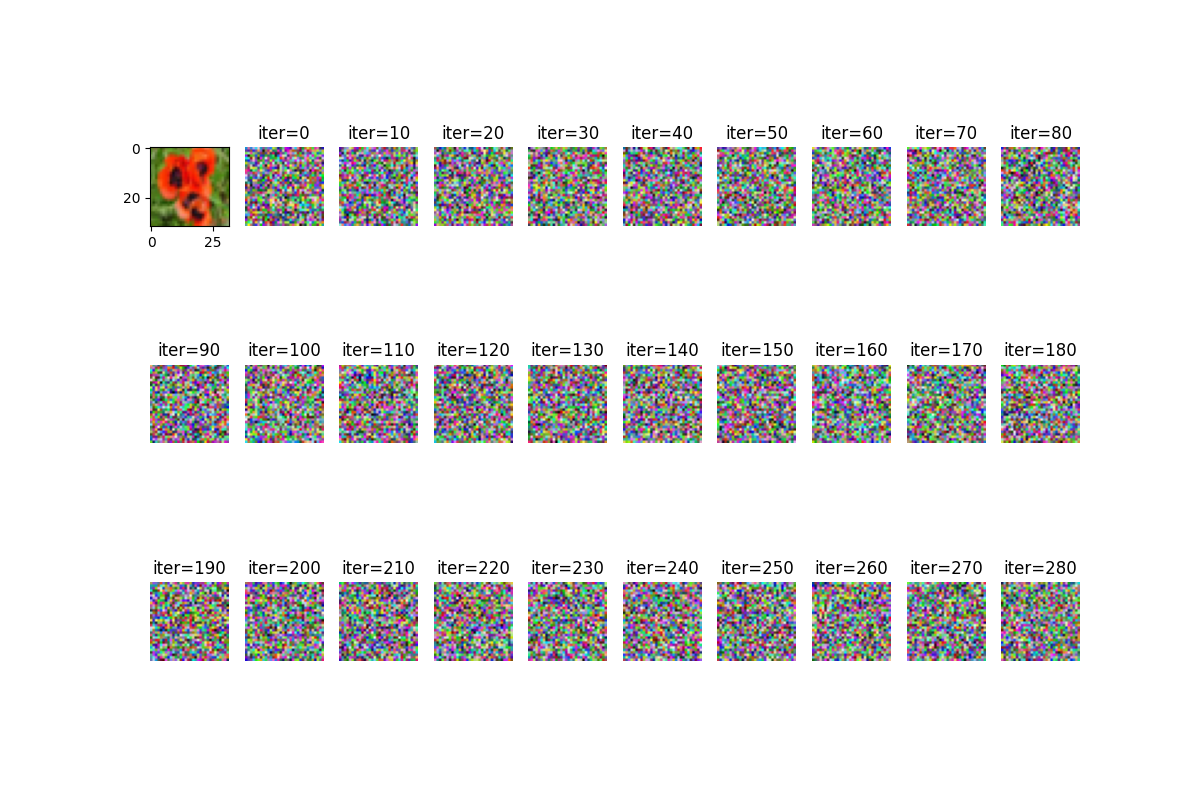 iter=0 iter=10 iter=20 iter=30 iter=40 iter=50 iter=60 iter=70 iter=80
0
20
0 25
iter=90 iter=100 iter=110 iter=120 iter=130 iter=140 iter=150 iter=160 iter=170 iter=180
iter=190 iter=200 iter=210 iter=220 iter=230 iter=240 iter=250 iter=260 iter=270 iter=280